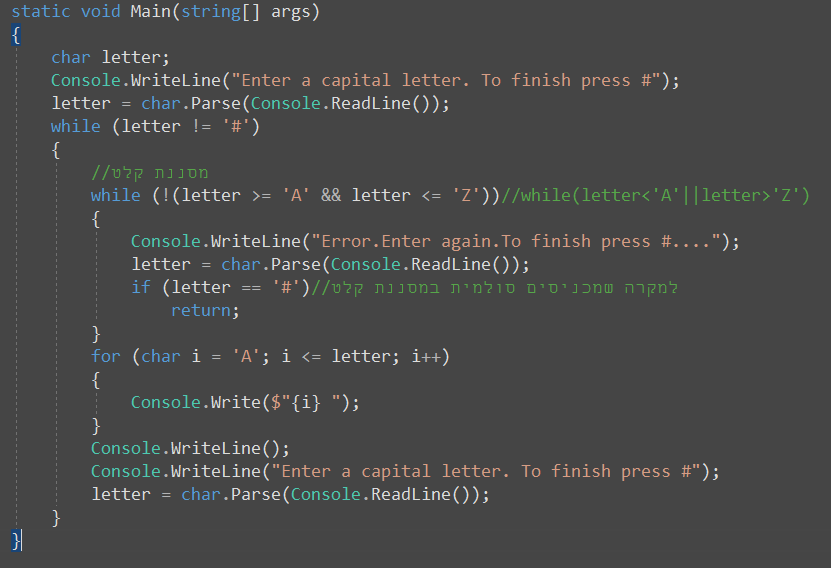 static void Main(string[] args)
{
char letter;
Console.WriteLine("Enter a capital letter. To finish press #");
letter = char.Parse(Console.ReadLine());
while (letter != '#')
{
//מסננת קלט
while (!(letter >= 'A' && letter <= 'Z'))//while(letter<'A'||letter>'Z')
{
Console.WriteLine("Error.Enter again.To finish press #....");
letter = char.Parse(Console.ReadLine());
if (letter == '#')//למקרה שמכניסים סולמית במסננת קלט
return;
}
for (char i = 'A'; i <= letter; i++)
{
Console.Write($"{i} ");
}
Console.WriteLine();
Console.WriteLine("Enter a capital letter. To finish press #");
letter = char.Parse(Console.ReadLine());
}
}